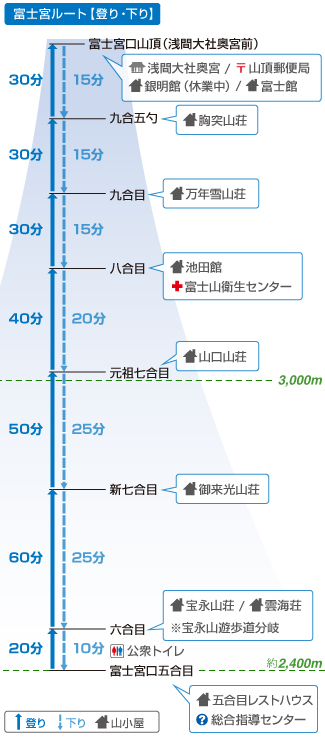 富士宮ルート【登り・下り】
富士宮口山頂（浅間大社奥宮前）
浅間大社奥宮 / 〒山頂郵便局
銀明館（休業中） / 富士館
30分 15分
九合五勺
胸突山荘
30分 15分
九合目
万年雪山荘
30分 15分
八合目
池田館
富士山衛生センター
40分 20分
山口山荘
元祖七合目
3,000m
50分 25分
新七合目
御来光山荘
60分 25分
宝永山荘 / 雲海荘
※宝永山遊歩道分岐
六合目
20分 10分 公衆トイレ
約2,400m
富士宮口五合目
五合目レストハウス
? 総合指導センター
登り 下り 山小屋